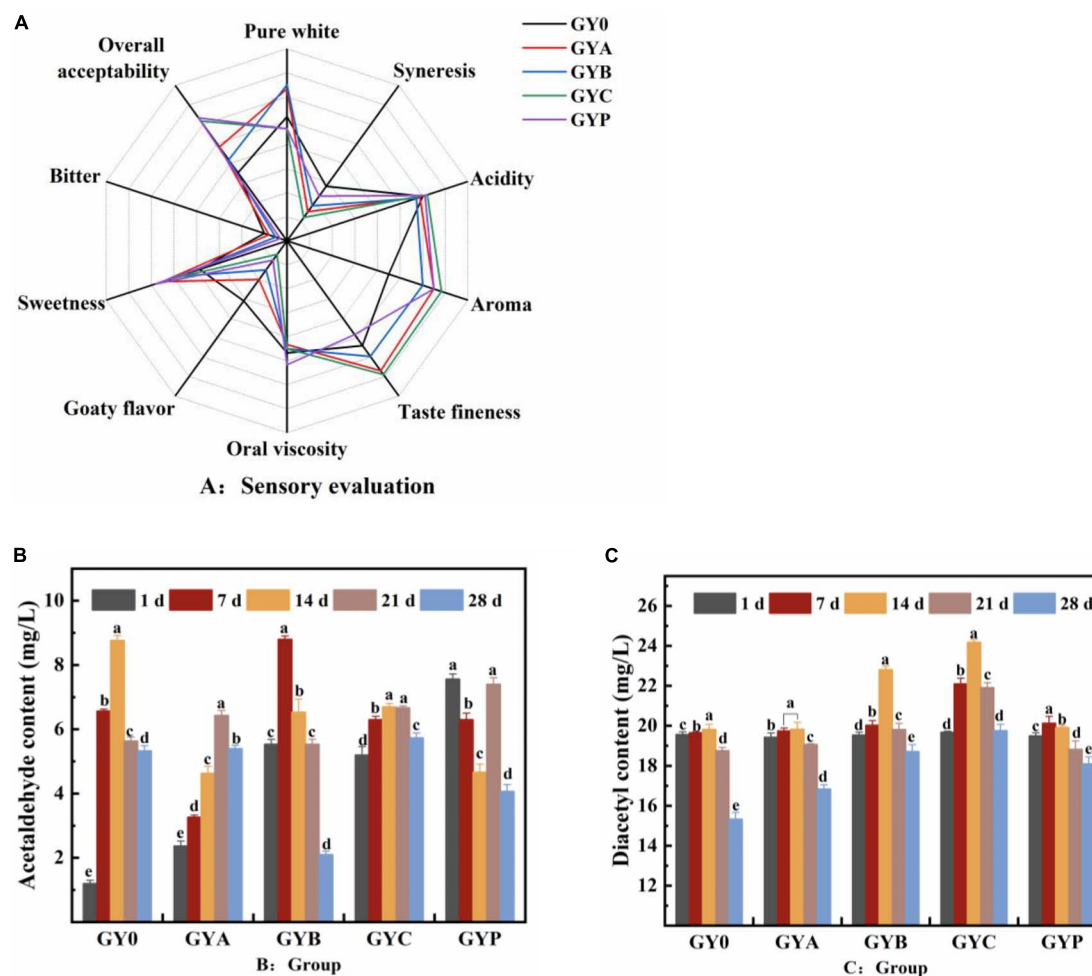 A
Pure white
Overall
acceptability
Syneresis
Bitter
Acidity
Sweetness
Aroma
Goaty flavor
Taste fineness
Oral viscosity
GY0
GYA
GYB
GYC
GYP
A: Sensory evaluation
B
Acetaldehyde content (mg/L)
10
8
6
4
2
1 d 7 d 14 d 21 d 28 d
e b a c d
e d c a b
c a b c d
d b a a c
a b c a d
GY0 GYA GYB GYC GYP
B: Group
C
Diacetyl content (mg/L)
26
24
22
20
18
16
14
12
1 d 7 d 14 d 21 d 28 d
c b a d e
b a c d
d b a c e
d b a c d
c a b d e
GY0 GYA GYB GYC GYP
C: Group